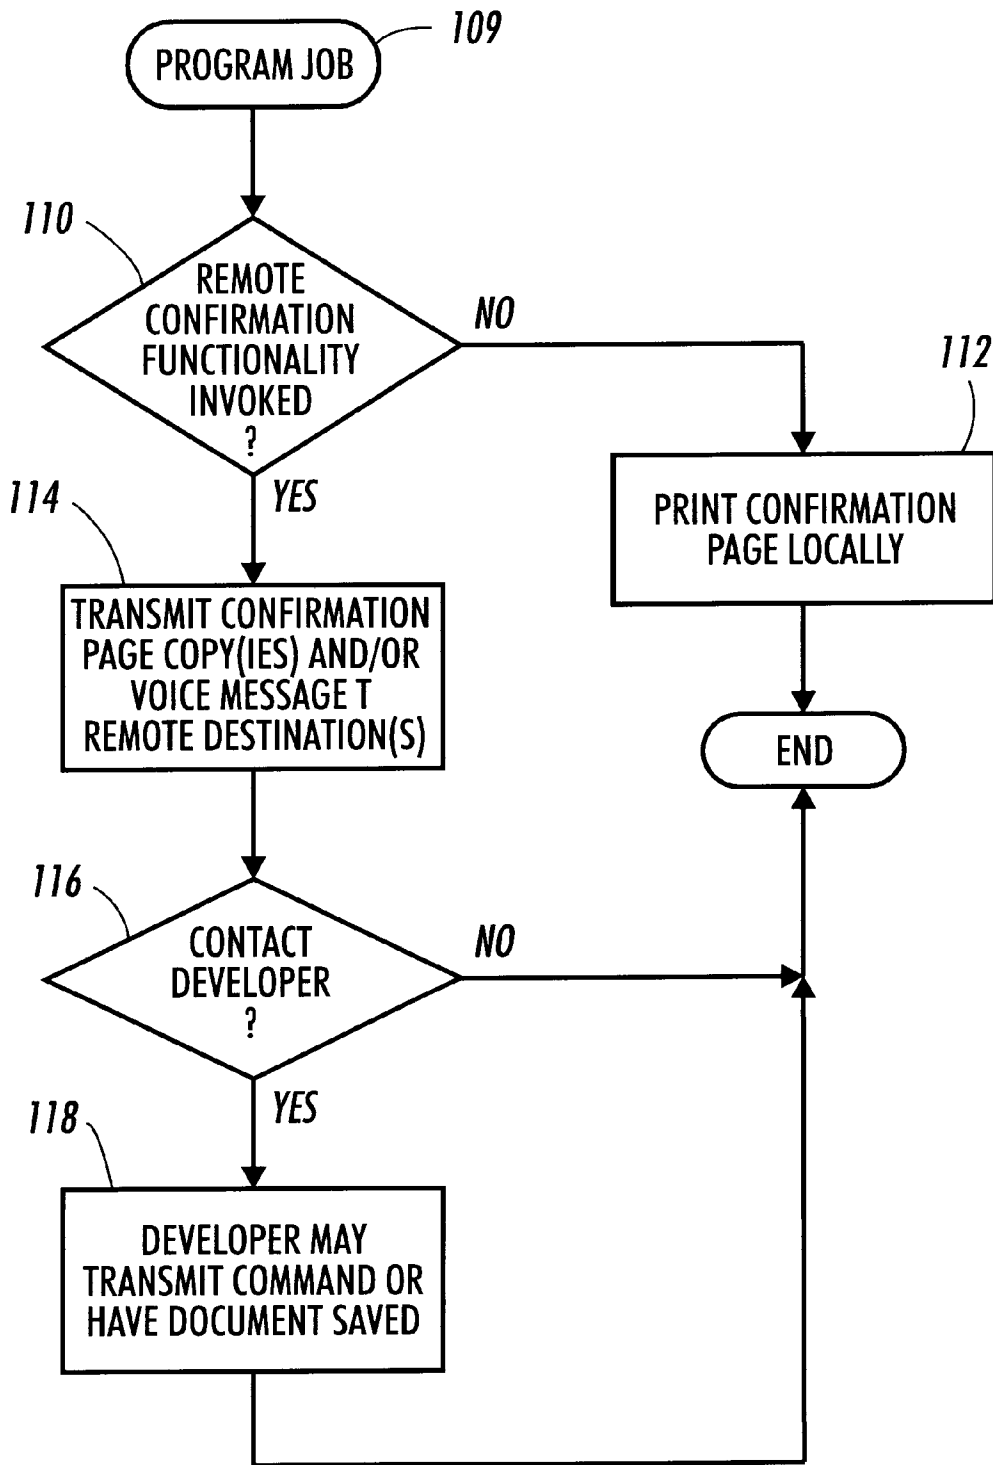 109
PROGRAM JOB
110
REMOTE
CONFIRMATION
FUNCTIONALITY
INVOKED
?
NO
YES
112
PRINT CONFIRMATION
PAGE LOCALLY
114
TRANSMIT CONFIRMATION
PAGE COPY(IES) AND/OR
VOICE MESSAGE T
REMOTE DESTINATION(S)
END
116
CONTACT
DEVELOPER
?
NO
YES
118
DEVELOPER MAY
TRANSMIT COMMAND OR
HAVE DOCUMENT SAVED